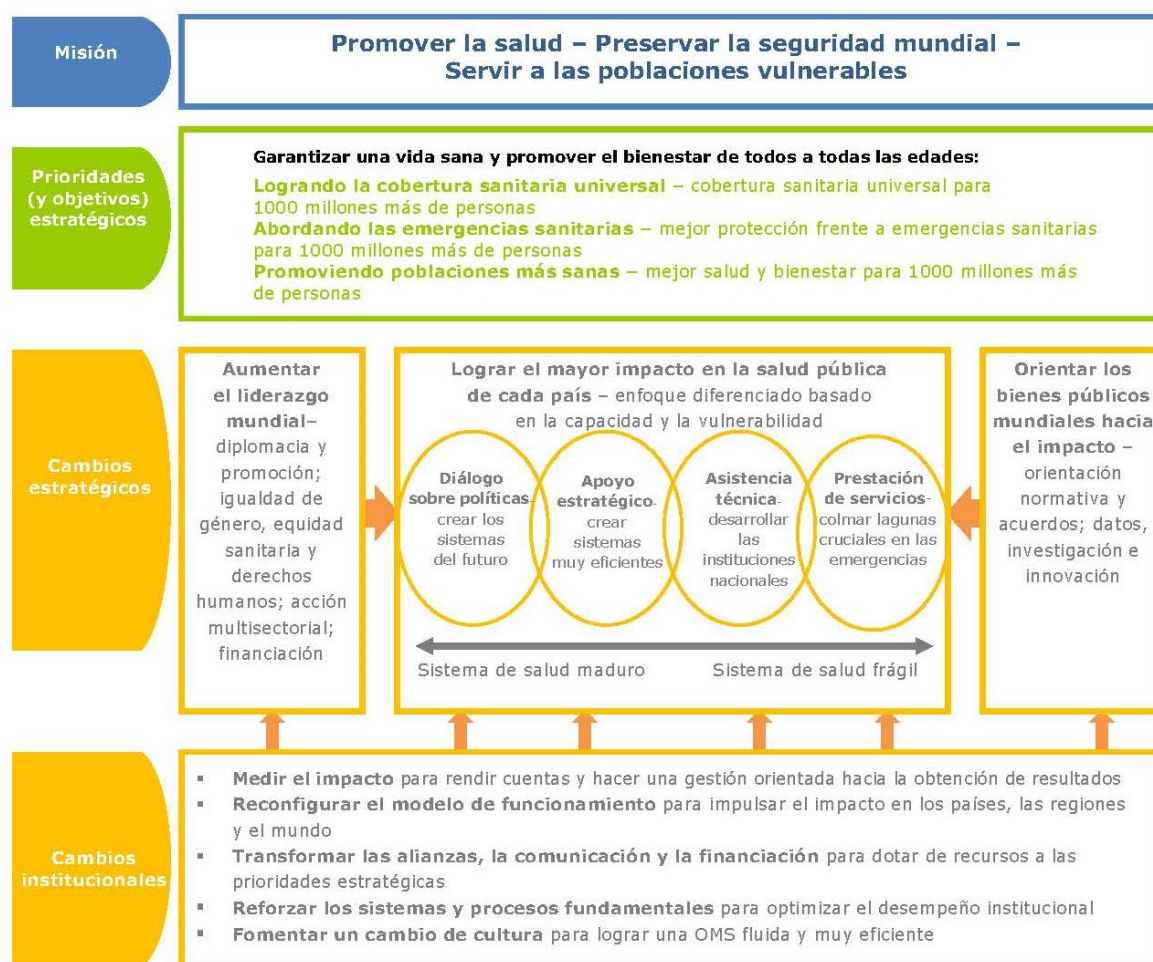 Misión
Promover la salud – Preservar la seguridad mundial –
Servir a las poblaciones vulnerables
Prioridades
(y objetivos)
estratégicos
Garantizar una vida sana y promover el bienestar de todos a todas las edades:
Logrando la cobertura sanitaria universal – cobertura sanitaria universal para
1000 millones más de personas
Abordando las emergencias sanitarias – mejor protección frente a emergencias sanitarias
para 1000 millones más de personas
Promoviendo poblaciones más sanas – mejor salud y bienestar para 1000 millones más
de personas
Cambios
estratégicos
Aumentar
el liderazgo
mundial–
diplomacia y
promoción;
igualdad de
género, equidad
sanitaria y
derechos
humanos; acción
multisectorial;
financiación
Lograr el mayor impacto en la salud pública
de cada país – enfoque diferenciado basado
en la capacidad y la vulnerabilidad
Diálogo
sobre políticas-
crear los
sistemas
del futuro
Apoyo
estratégico-
crear
sistemas
muy eficientes
Asistencia
técnica-
desarrollar
las
instituciones
nacionales
Prestación
de servicios-
colmar lagunas
cruciales en las
emergencias
Sistema de salud maduro
Sistema de salud frágil
Orientar los
bienes públicos
mundiales hacia
el impacto –
orientación
normativa y
acuerdos; datos,
investigación e
innovación
Cambios
institucionales
▪ Medir el impacto para rendir cuentas y hacer una gestión orientada hacia la obtención de resultados
▪ Reconfigurar el modelo de funcionamiento para impulsar el impacto en los países, las regiones
y el mundo
▪ Transformar las alianzas, la comunicación y la financiación para dotar de recursos a las
prioridades estratégicas
▪ Reforzar los sistemas y procesos fundamentales para optimizar el desempeño institucional
▪ Fomentar un cambio de cultura para lograr una OMS fluida y muy eficiente